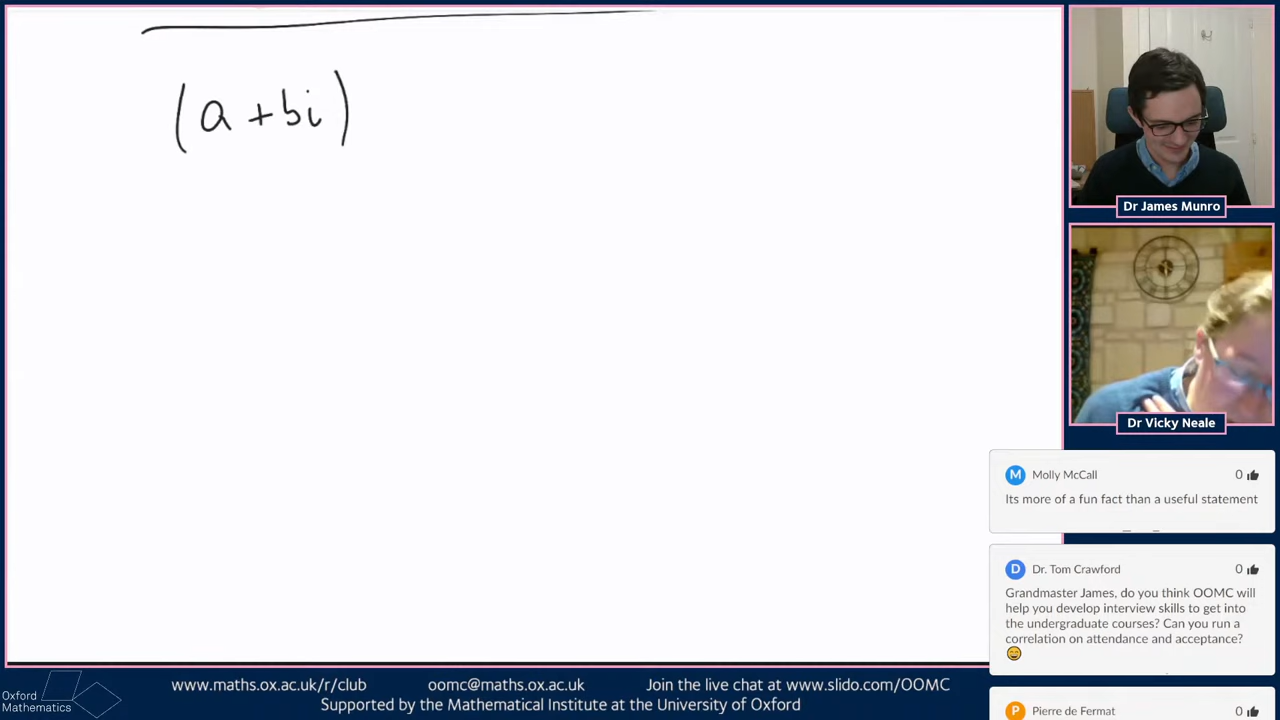 (a + bi)
Dr James Munro
Dr Vicky Neale
M Molly McCall 0
Its more of a fun fact than a useful statement
D Dr. Tom Crawford 0
Grandmaster James, do you think OOMC will
help you develop interview skills to get into
the undergraduate courses? Can you run a
correlation on attendance and acceptance?
😄
P Pierre de Fermat 0
Oxford
Mathematics
www.maths.ox.ac.uk/r/club oomc@maths.ox.ac.uk Join the live chat at www.slido.com/OOMC
Supported by the Mathematical Institute at the University of Oxford